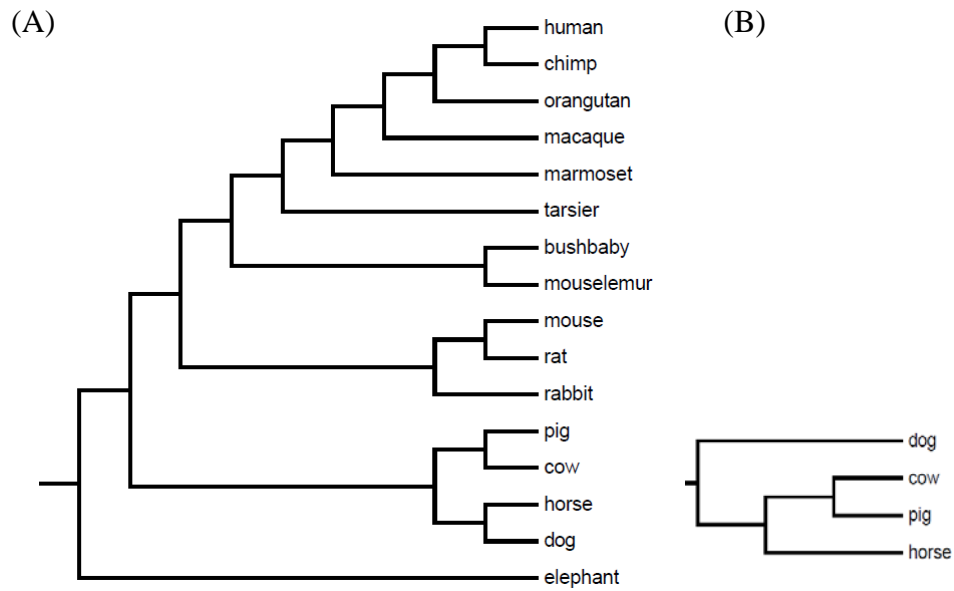 (A)
human
chimp
orangutan
macaque
marmoset
tarsier
bushbaby
mouselemur
mouse
rat
rabbit
pig
cow
horse
dog
elephant
(B)
dog
cow
pig
horse